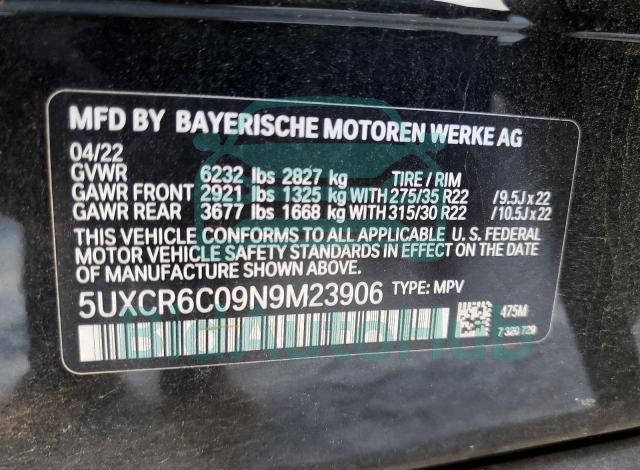 MFD BY BAYERISCHE MOTOREN WERKE AG
04/22
GVWR 6232 lbs 2827 kg TIRE / RIM
GAWR FRONT 2921 lbs 1325 kg WITH 275/35 R22 /9.5J x 22
GAWR REAR 3677 lbs 1668 kg WITH 315/30 R22 /10.5J x 22
THIS VEHICLE CONFORMS TO ALL APPLICABLE U. S. FEDERAL
MOTOR VEHICLE SAFETY STANDARDS IN EFFECT ON THE
DATE OF MANUFACTURE SHOWN ABOVE.
5UXCR6C09N9M23906 TYPE: MPV
475M
7 320 729
BidAutoHub